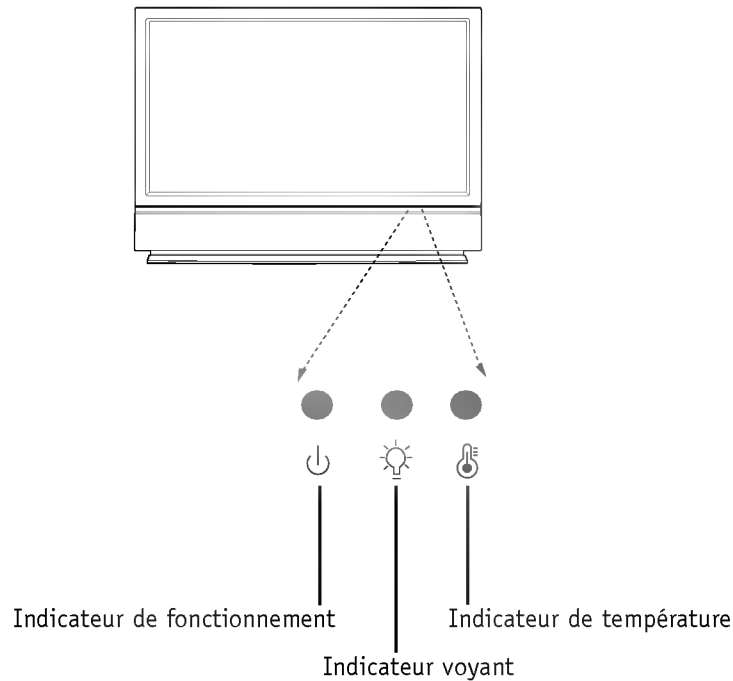 Indicateur de fonctionnement
Indicateur de température
Indicateur voyant